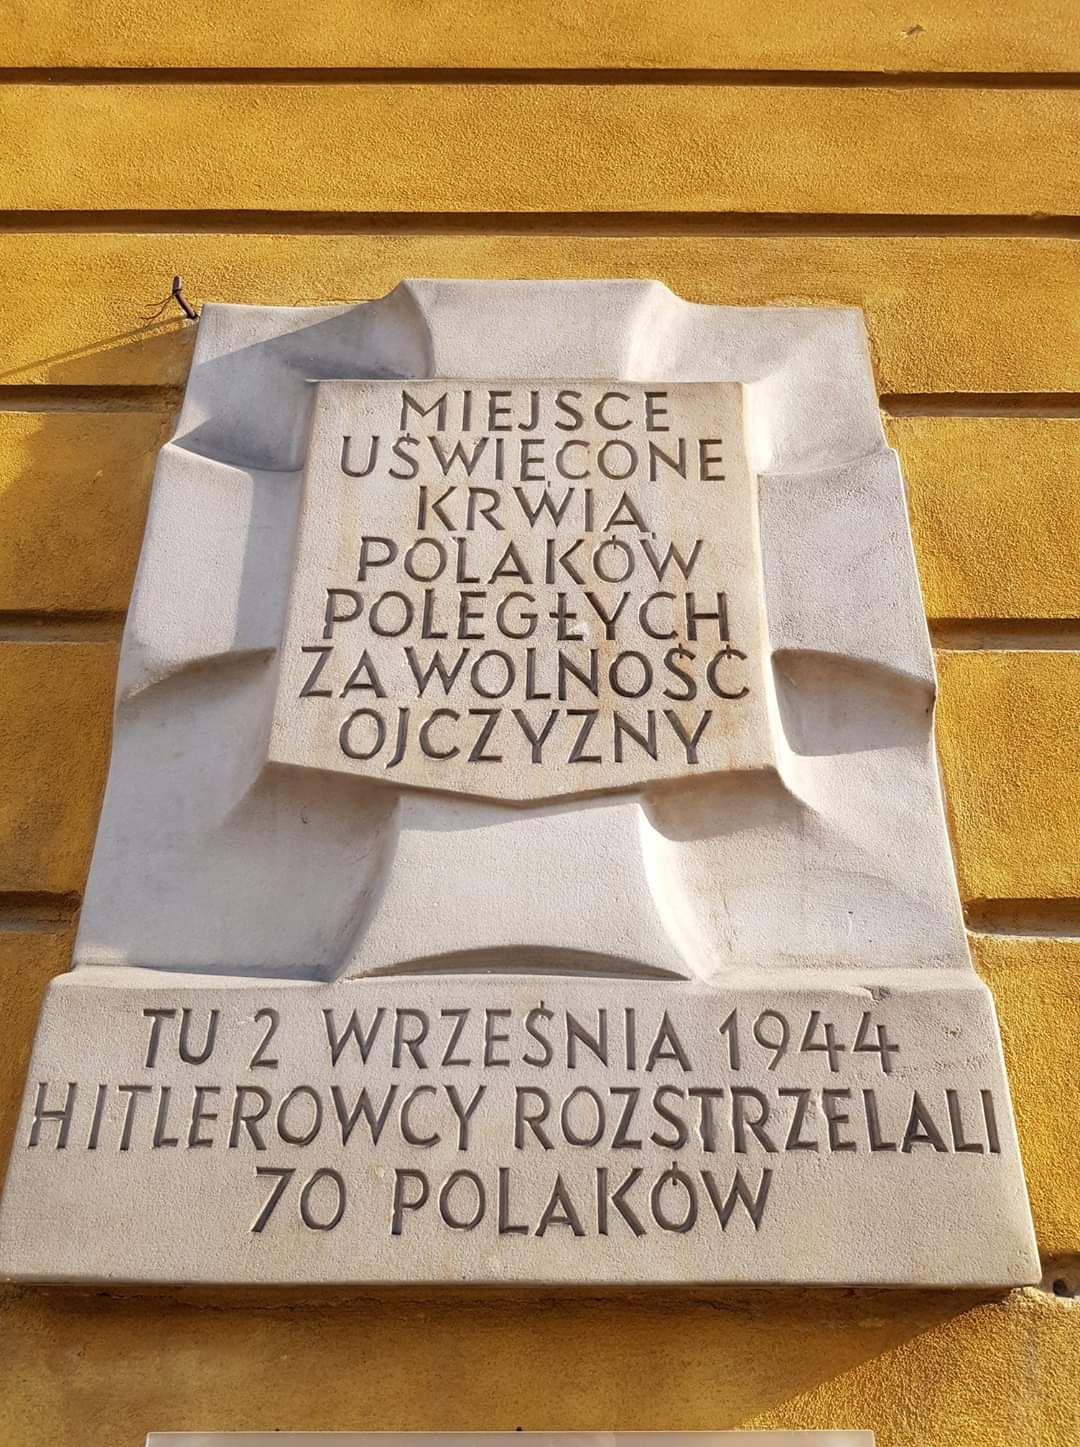 MIEJSCE
UŚWIĘCONE
KRWIĄ
POLAKÓW
POLEGŁYCH
ZA WOLNOŚĆ
OJCZYZNY
TU 2 WRZEŚNIA 1944
HITLEROWCY ROZSTRZELALI
70 POLAKÓW